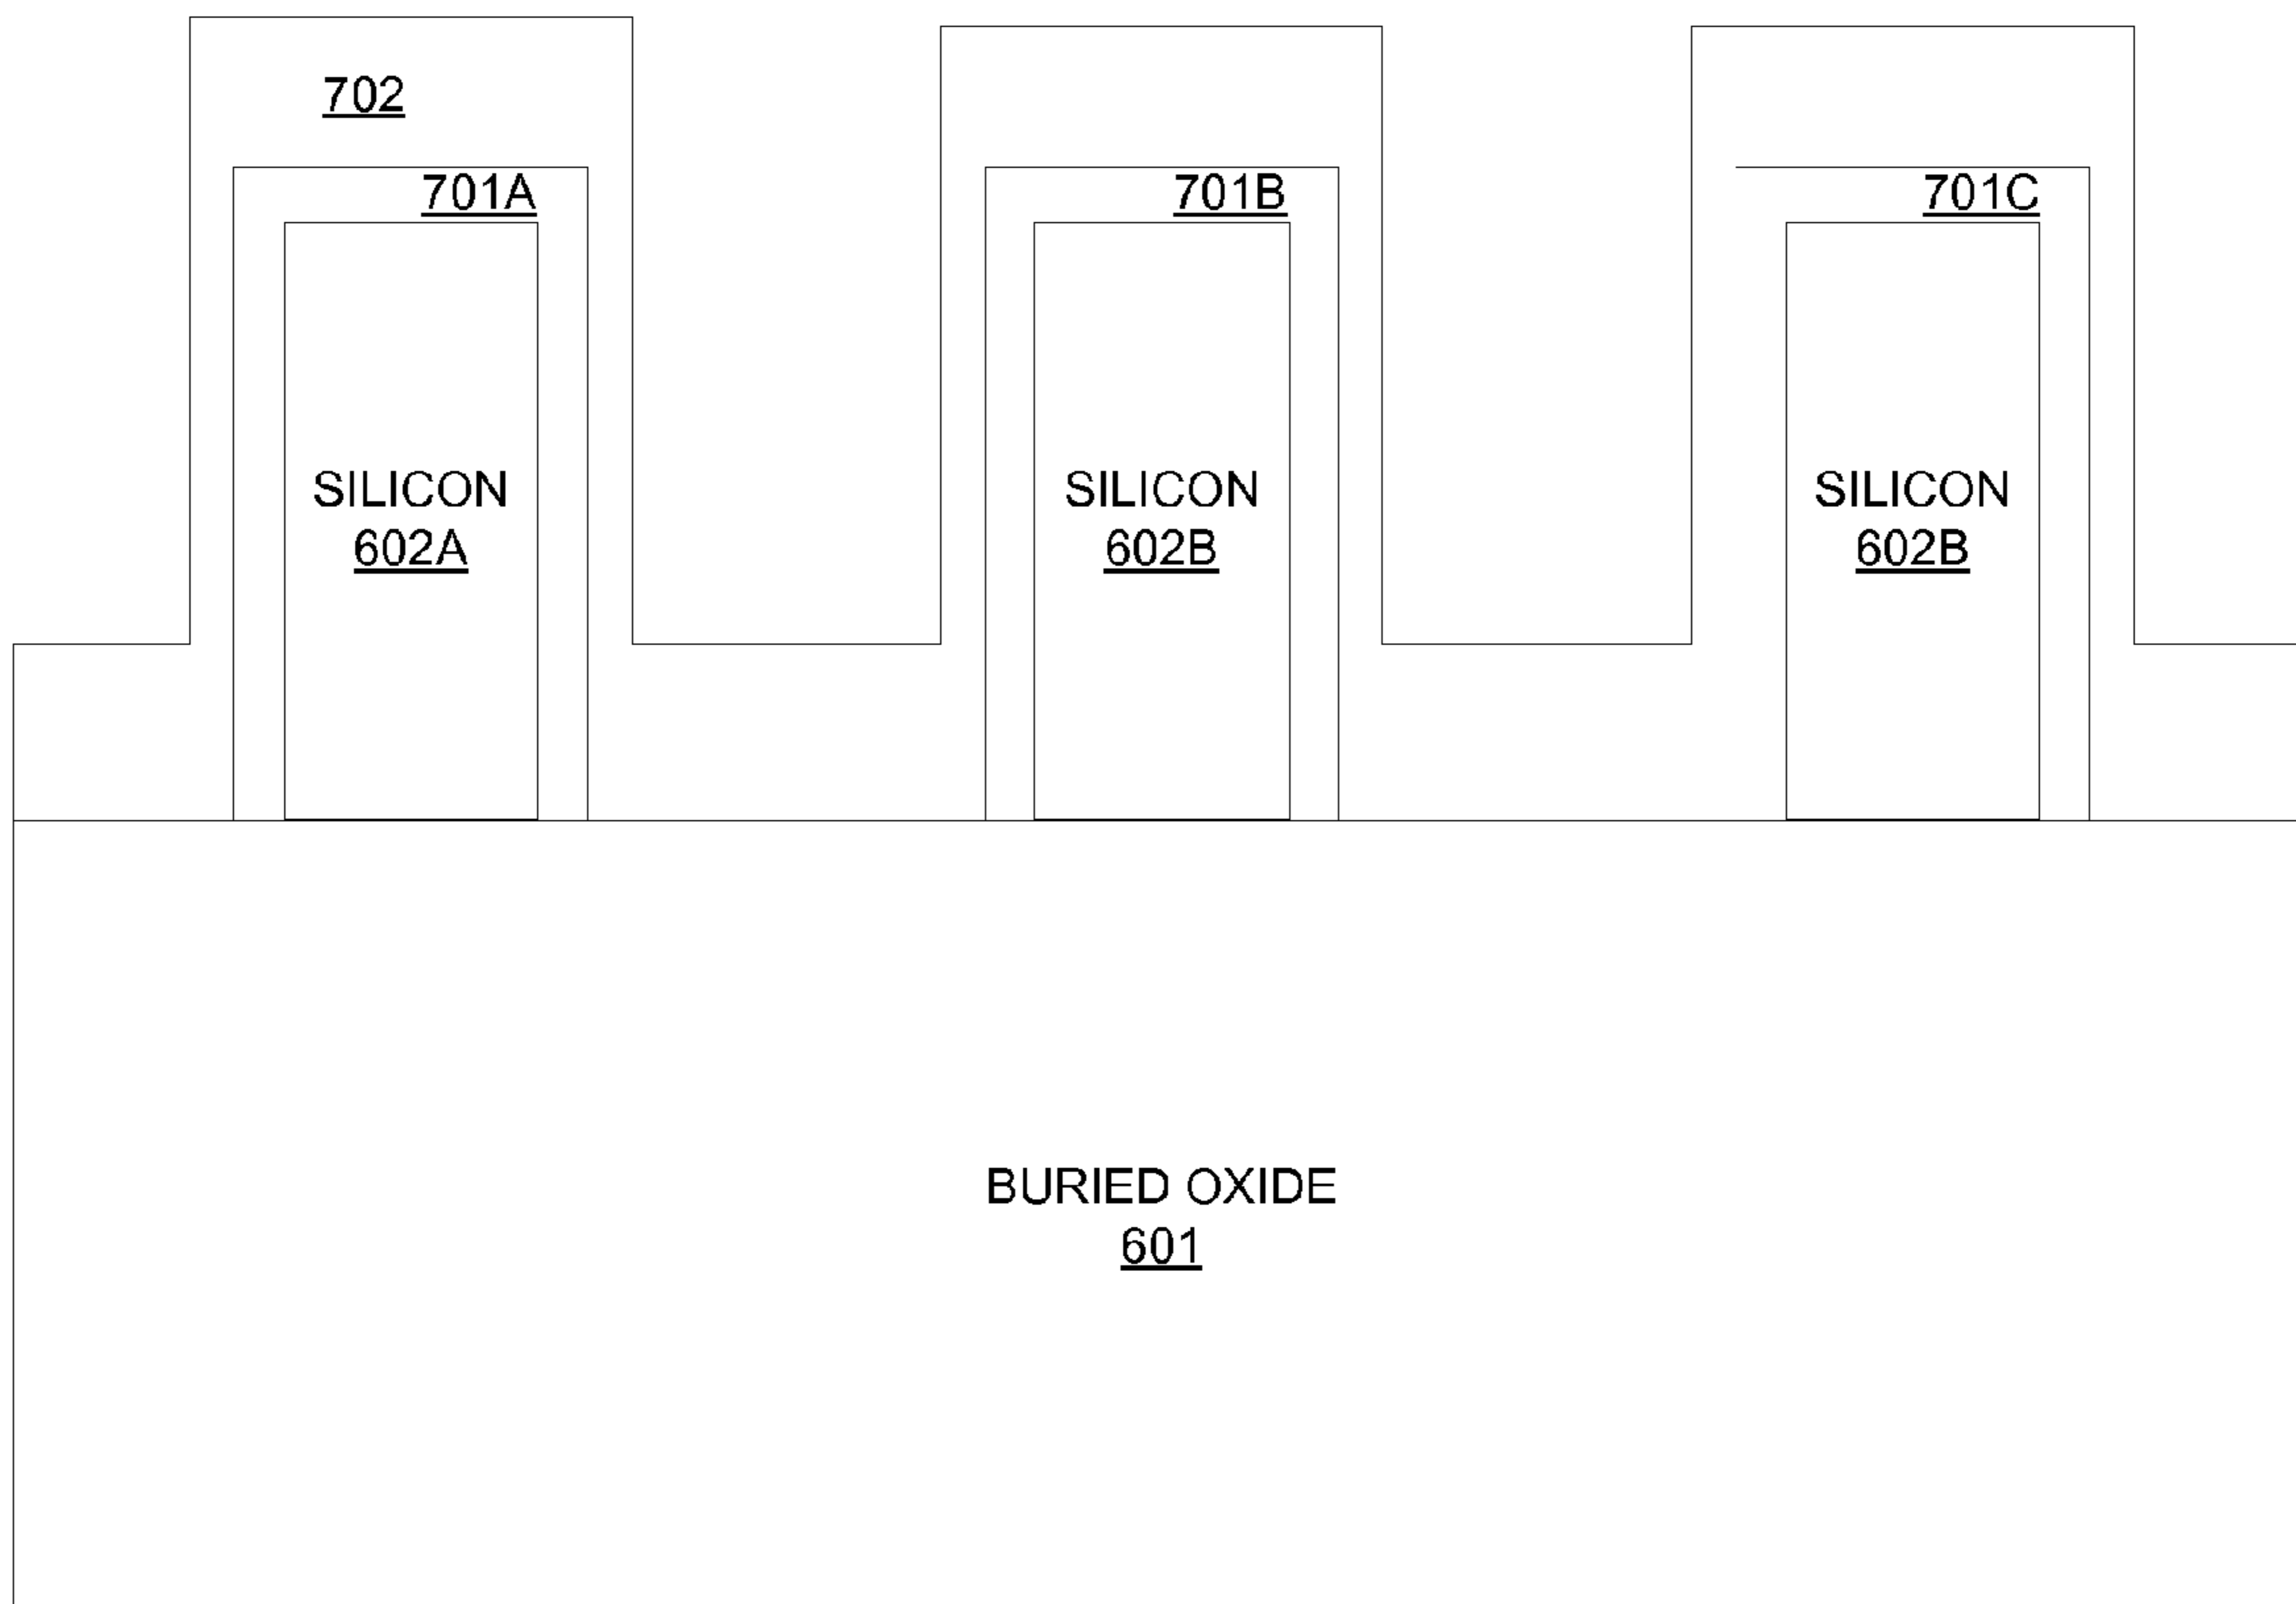 702
701A
701B
701C
SILICON
602A
SILICON
602B
SILICON
602B
BURIED OXIDE
601